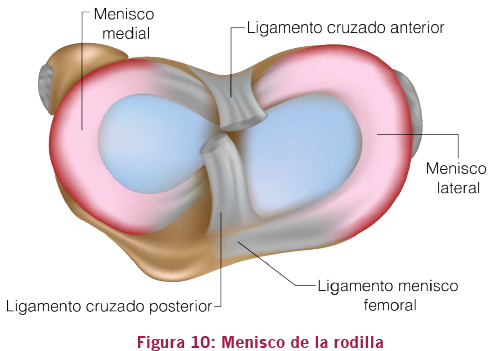 Menisco
medial
Ligamento cruzado anterior
Menisco
lateral
Ligamento menisco
femoral
Ligamento cruzado posterior
Figura 10: Menisco de la rodilla